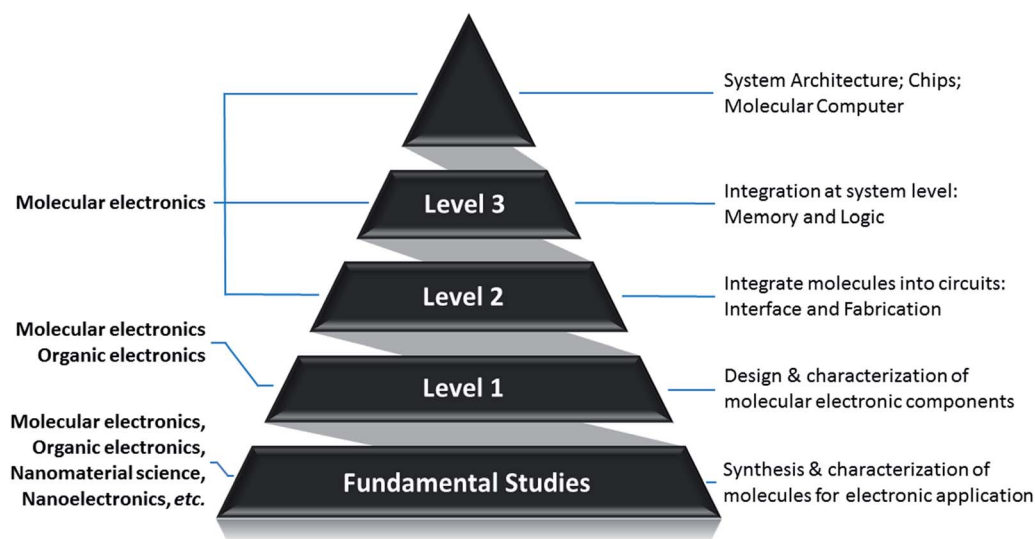 System Architecture; Chips;
Molecular Computer
Molecular electronics
Level 3
Integration at system level:
Memory and Logic
Level 2
Integrate molecules into circuits:
Interface and Fabrication
Molecular electronics
Organic electronics
Level 1
Design & characterization of
molecular electronic components
Molecular electronics,
Organic electronics,
Nanomaterial science,
Nanoelectronics, etc.
Fundamental Studies
Synthesis & characterization of
molecules for electronic application